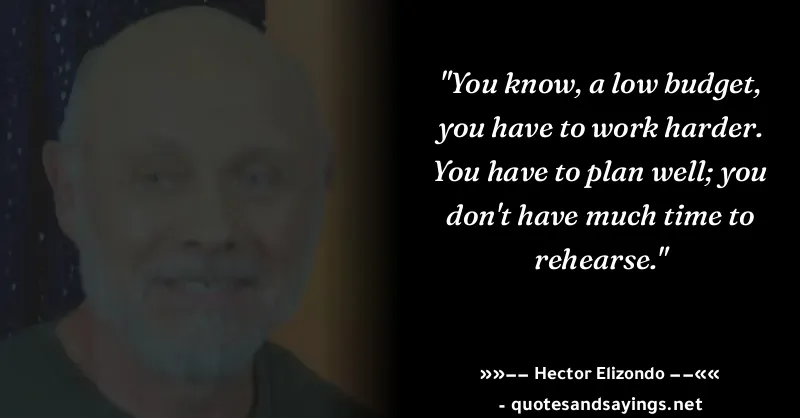 "You know, a low budget,
you have to work harder.
You have to plan well; you
don't have much time to
rehearse."
»»–– Hector Elizondo ––««
- quotesandsayings.net